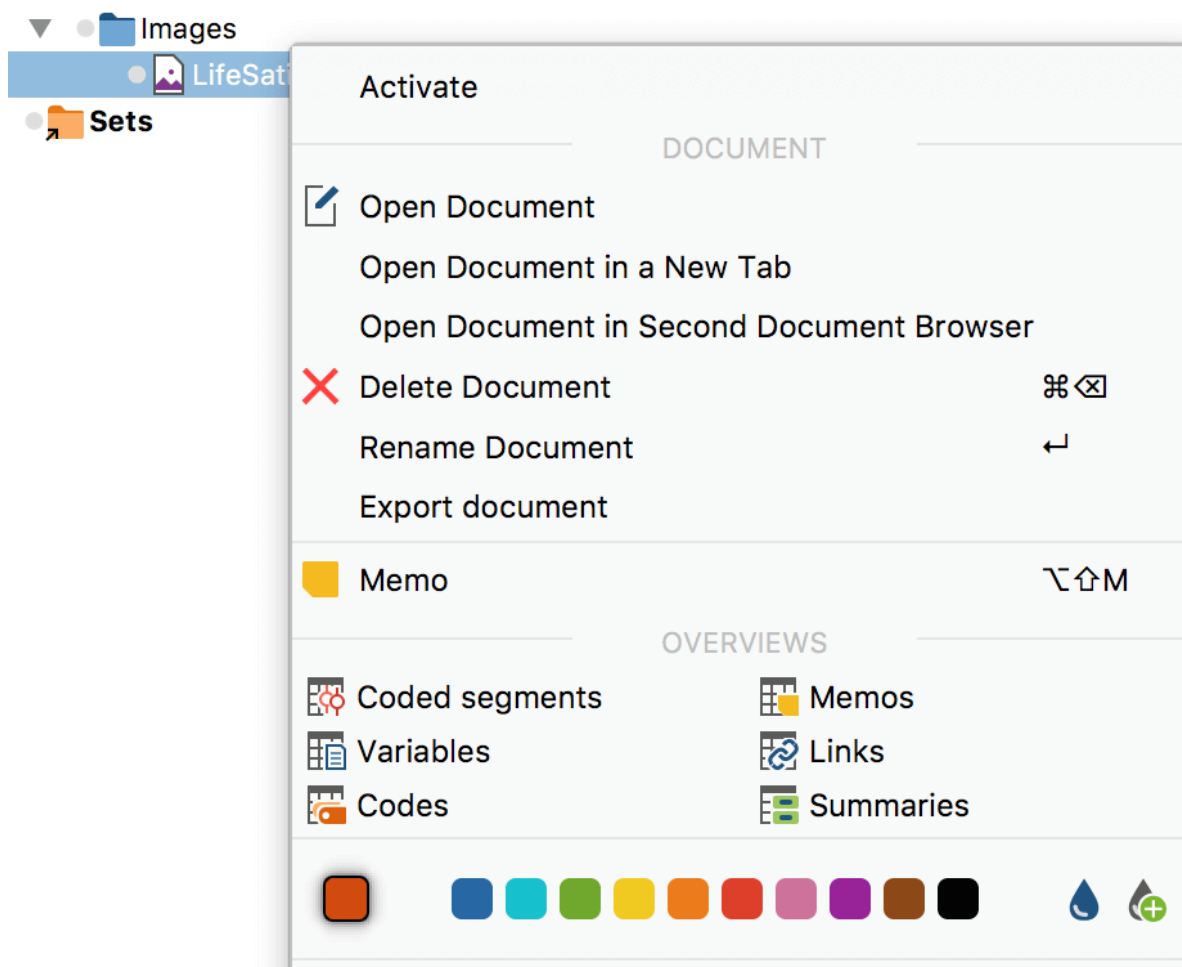 Images
LifeSati
Sets
Activate
DOCUMENT
Open Document
Open Document in a New Tab
Open Document in Second Document Browser
Delete Document ⌘⌫
Rename Document ↵
Export document
Memo ⌥⇧M
OVERVIEWS
Coded segments Memos
Variables Links
Codes Summaries